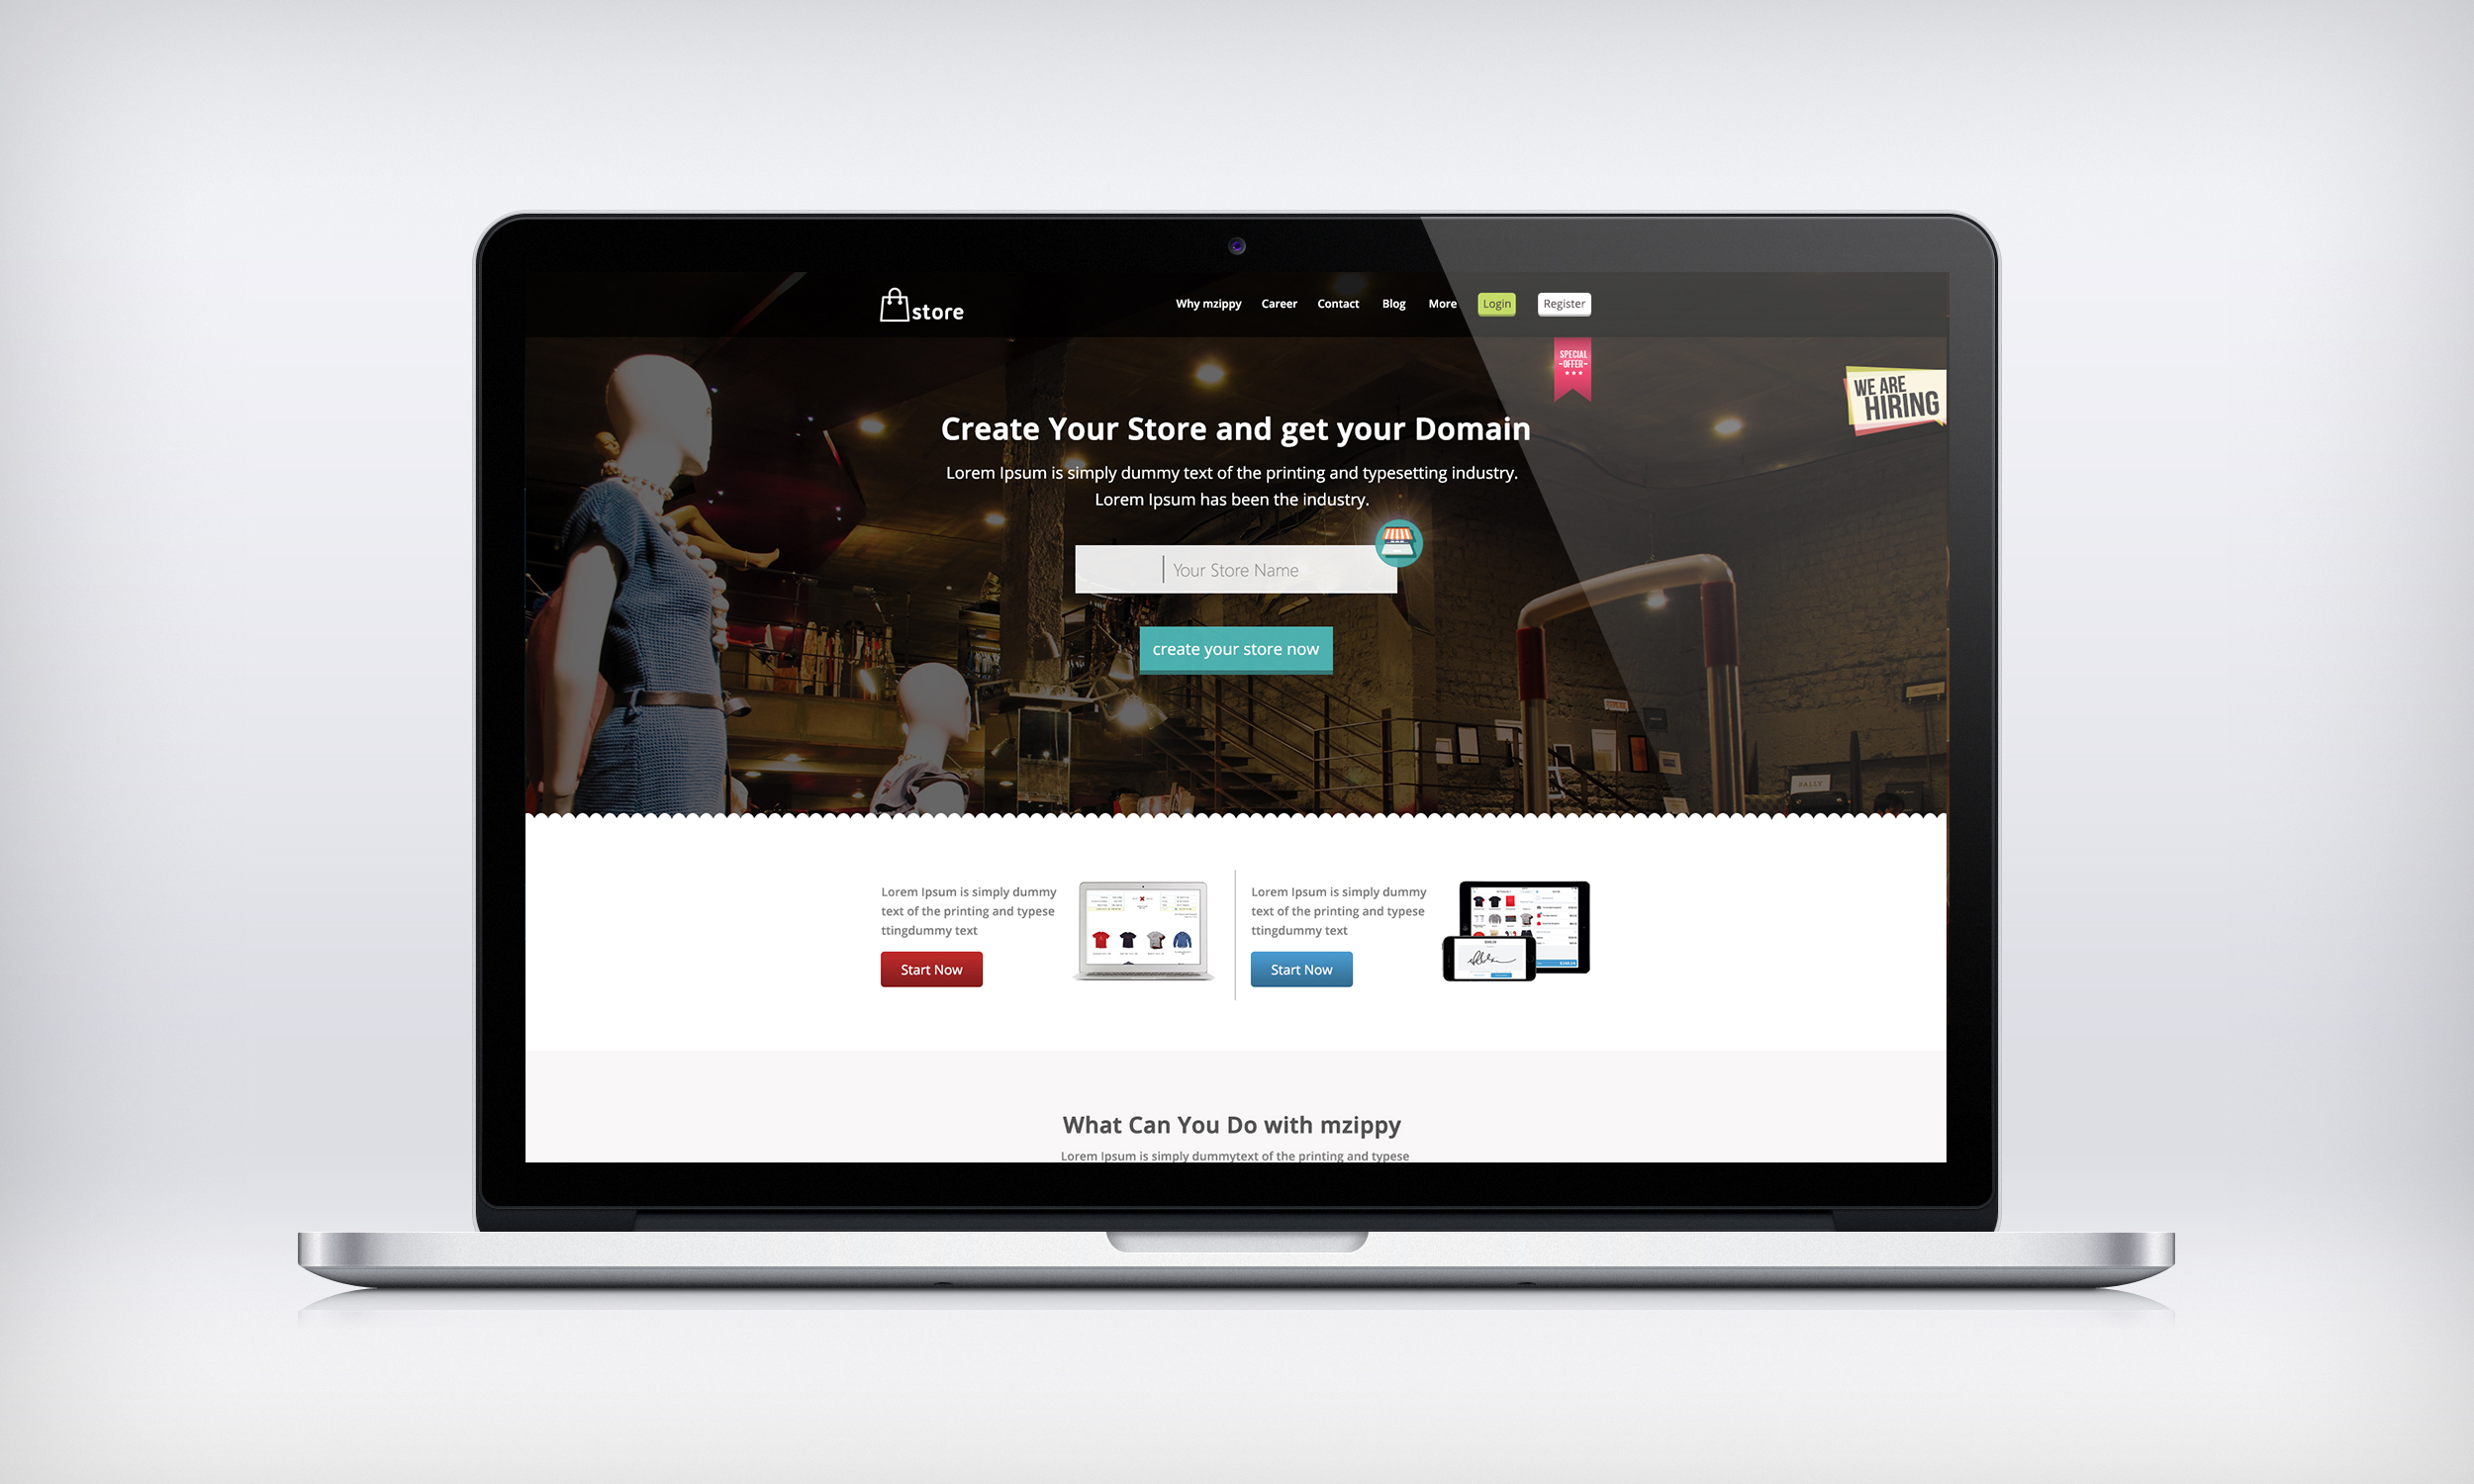 store
Why mzippy Career Contact Blog More Login Register
SPECIAL
OFFER
WE ARE
HIRING
Create Your Store and get your Domain
Lorem Ipsum is simply dummy text of the printing and typesetting industry.
Lorem Ipsum has been the industry.
Your Store Name
create your store now
BALLY
Lorem Ipsum is simply dummy
text of the printing and typese
ttingdummy text
Start Now
Lorem Ipsum is simply dummy
text of the printing and typese
ttingdummy text
Start Now
What Can You Do with mzippy
Lorem Ipsum is simply dummytext of the printing and typese